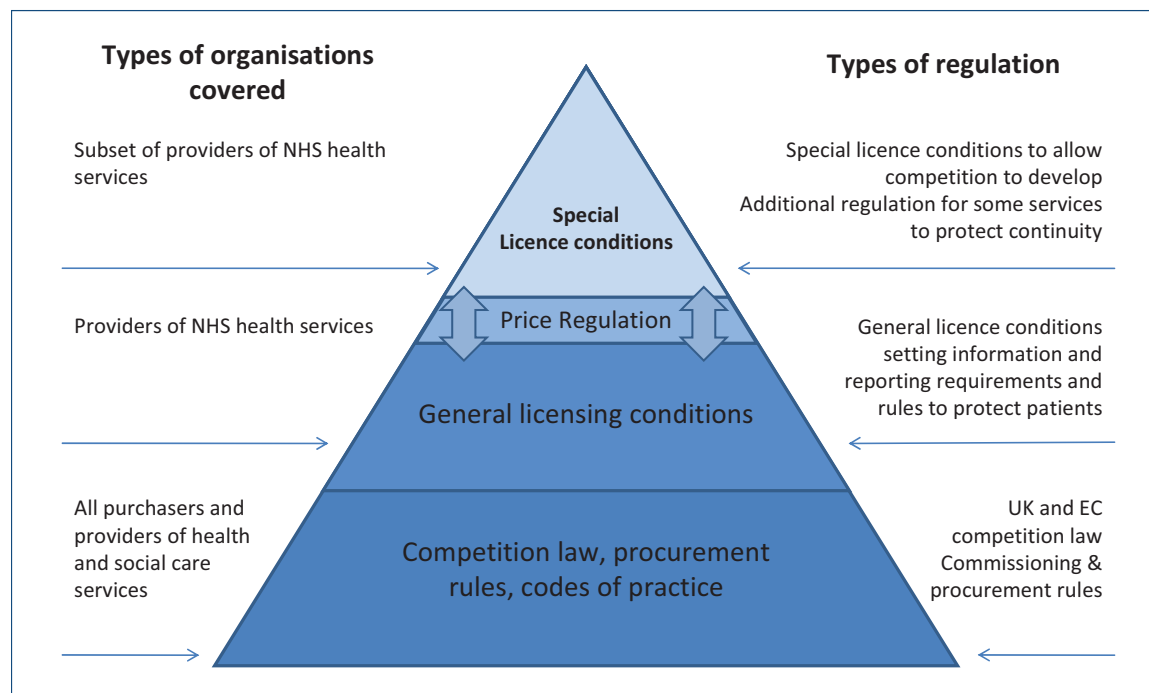 Types of organisations
covered
Types of regulation
Subset of providers of NHS health
services
Special licence conditions to allow
competition to develop
Additional regulation for some services
to protect continuity
Special
Licence conditions
Providers of NHS health services
Price Regulation
General licence conditions
setting information and
reporting requirements and
rules to protect patients
General licensing conditions
All purchasers and
providers of health
and social care
services
Competition law, procurement
rules, codes of practice
UK and EC
competition law
Commissioning &
procurement rules